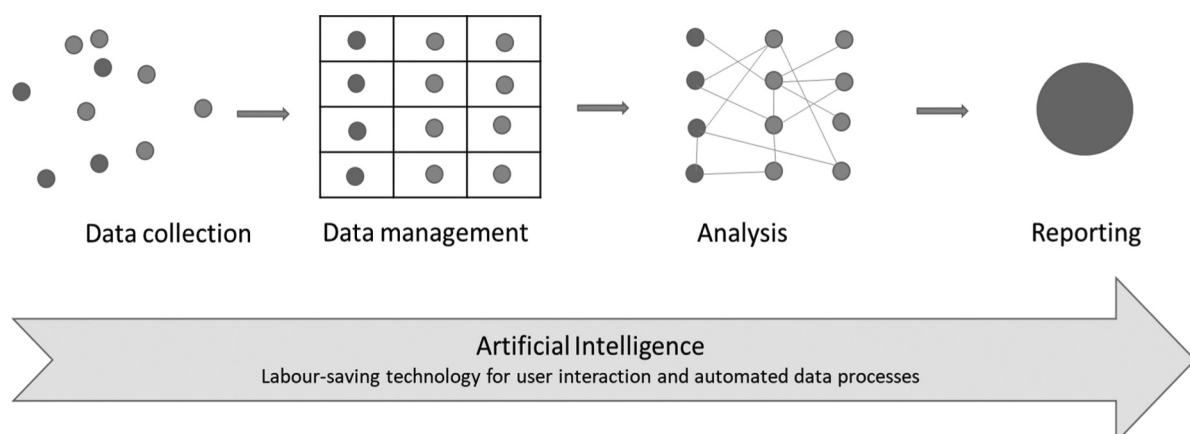 Data collection
Data management
Analysis
Reporting
Artificial Intelligence
Labour-saving technology for user interaction and automated data processes